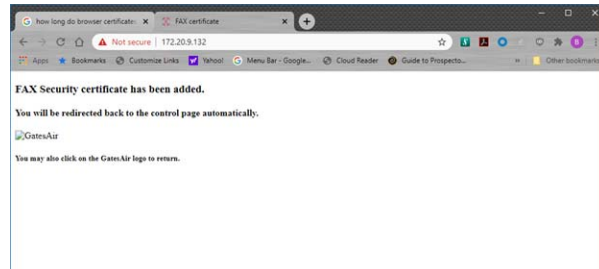 how long do browser certificates
FAX certificate
Not secure | 172.20.9.132
Apps Bookmarks Customize Links Yahoo! Menu Bar - Google... Cloud Reader Guide to Prospecto... » Other bookmarks
FAX Security certificate has been added.
You will be redirected back to the control page automatically.
GatesAir
You may also click on the GatesAir logo to return.